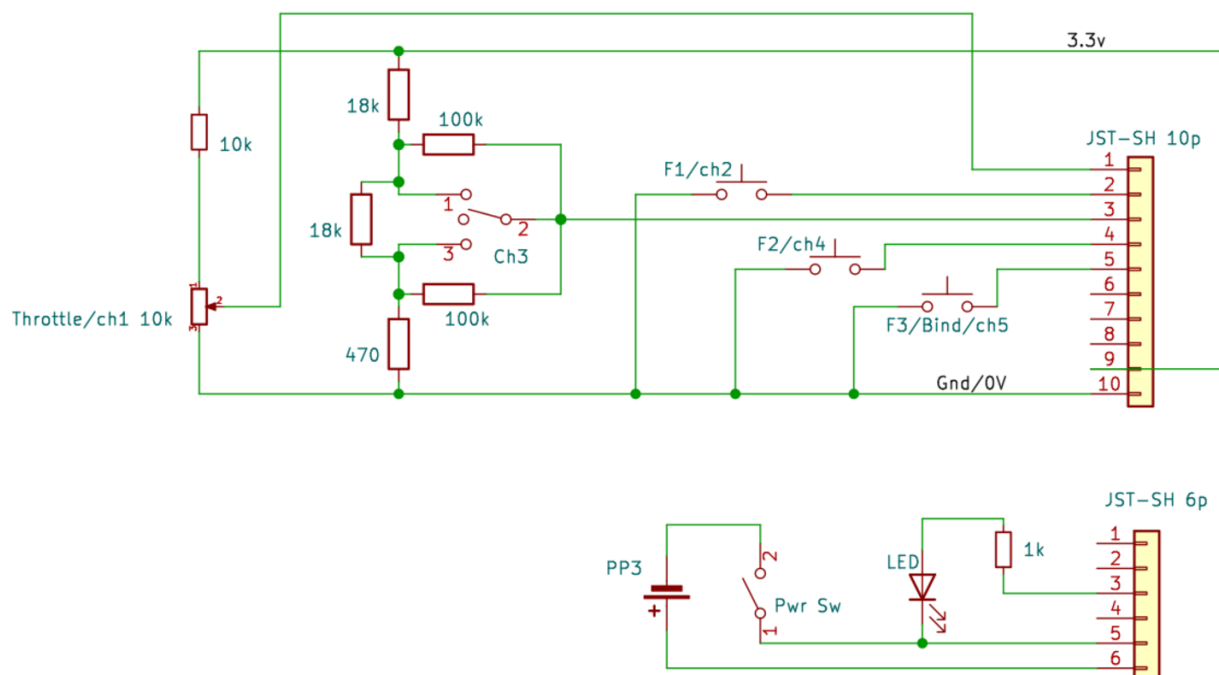 3.3v
18k
100k
10k
JST-SH 10p
F1/ch2
1
2
3
4
5
6
7
8
9
10
1
2
3
18k
Ch3
F2/ch4
100k
F3/Bind/ch5
1
2
3
Throttle/ch1 10k
470
Gnd/0V
JST-SH 6p
1
2
3
4
5
6
PP3
+
2
1
Pwr Sw
LED
1k